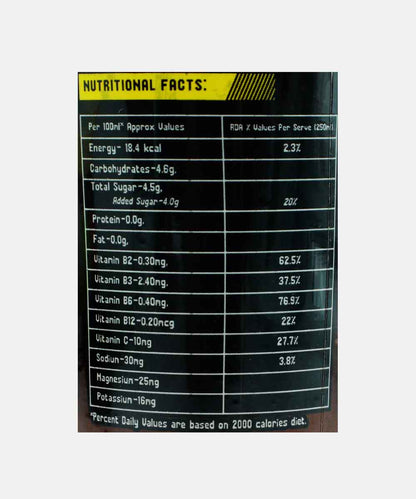 NUTRITIONAL FACTS:
Per 100ml* Approx Values RDA % Values Per Serve (250ml)
Energy- 18.4 kcal 2.3%
Carbohydrates-4.6g.
Total Sugar-4.5g,
Added Sugar-4.0g 20%
Protein-0.0g,
Fat-0.0g,
Vitamin B2-0.30mg, 62.5%
Vitamin B3-2.40mg, 37.5%
Vitamin B6-0.40mg, 76.9%
Vitamin B12-0.20mcg 22%
Vitamin C-10mg 27.7%
Sodium-30mg 3.8%
Magnesium-25mg
Potassium-16mg
*Percent Daily Values are based on 2000 calories diet.